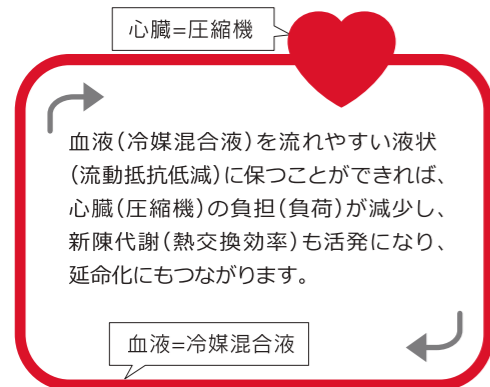 心臓=圧縮機
血液(冷媒混合液)を流れやすい液状
(流動抵抗低減)に保つことができれば、
心臓(圧縮機)の負担(負荷)が減少し、
新陳代謝(熱交換効率)も活発になり、
延命化にもつながります。
血液=冷媒混合液